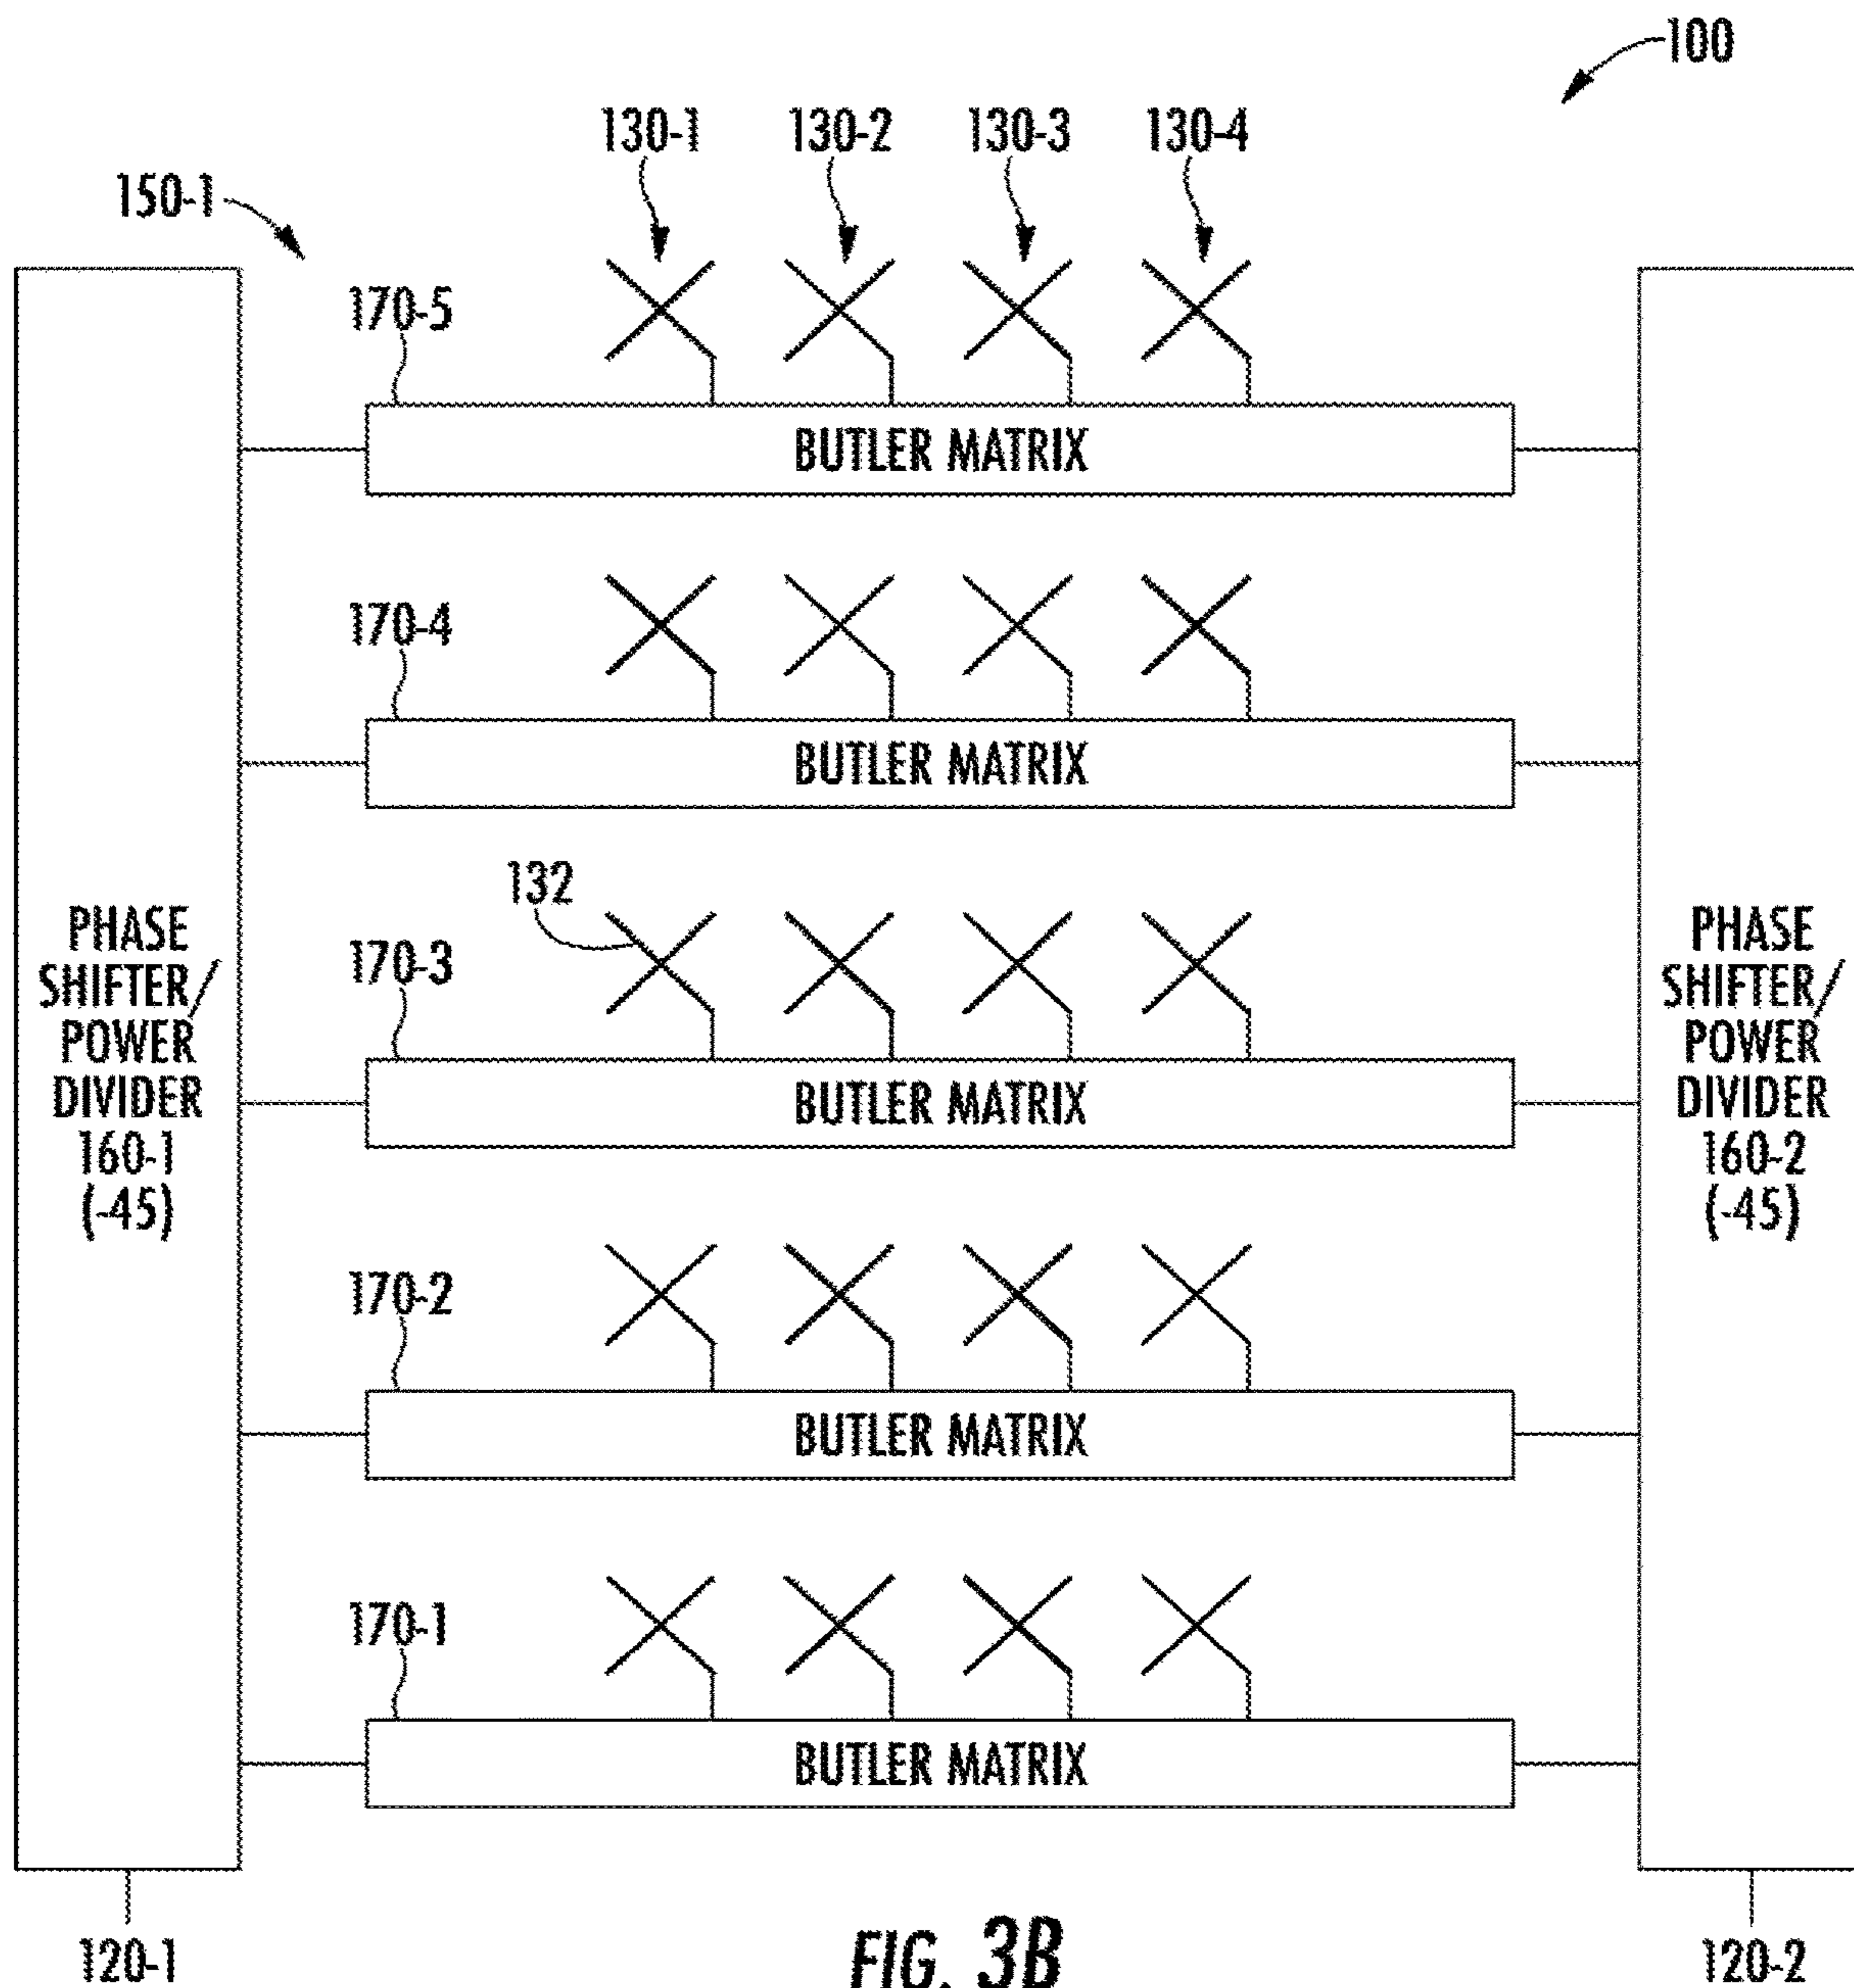 100
130-1 130-2 130-3 130-4
150-1
170-5
BUTLER MATRIX
170-4
BUTLER MATRIX
132
170-3
BUTLER MATRIX
PHASE
SHIFTER/
POWER
DIVIDER
160-1
(-45)
PHASE
SHIFTER/
POWER
DIVIDER
160-2
(-45)
170-2
BUTLER MATRIX
170-1
BUTLER MATRIX
120-1
FIG. 3B
120-2